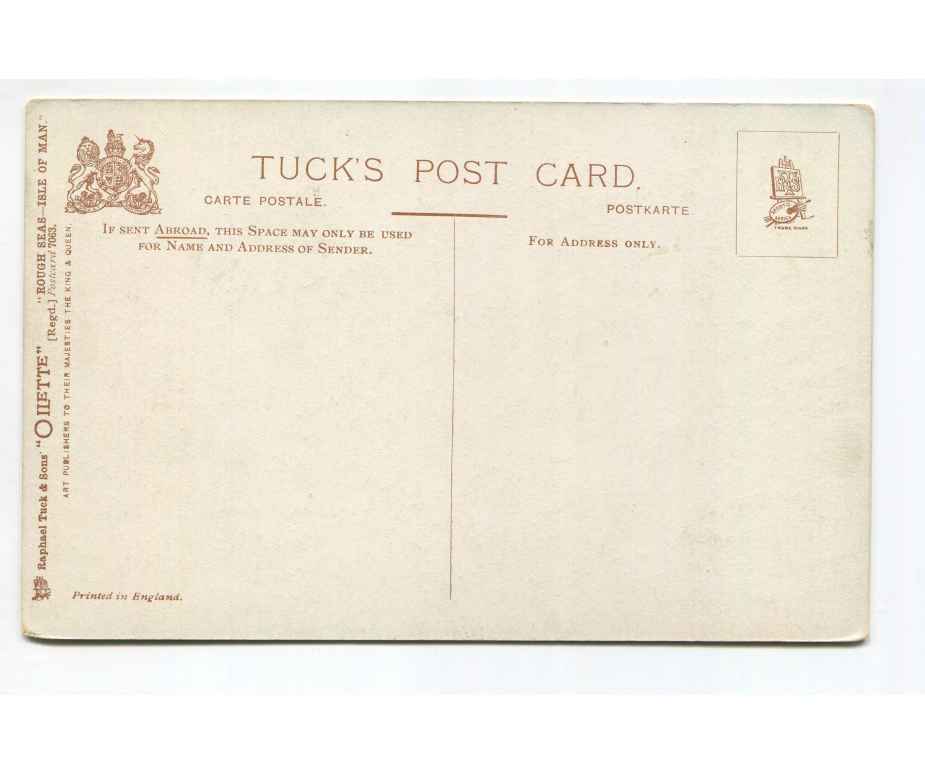 TUCK'S POST CARD.
CARTE POSTALE.
POSTKARTE
IF SENT ABROAD, THIS SPACE MAY ONLY BE USED
FOR NAME AND ADDRESS OF SENDER.
FOR ADDRESS ONLY.
TRADE MARK
Raphael Tuck & Sons' "OILETTE" "ROUGH SEAS—ISLE OF MAN."
[Regd.] Postcard 7063.
ART PUBLISHERS TO THEIR MAJESTIES THE KING & QUEEN.
Printed in England.